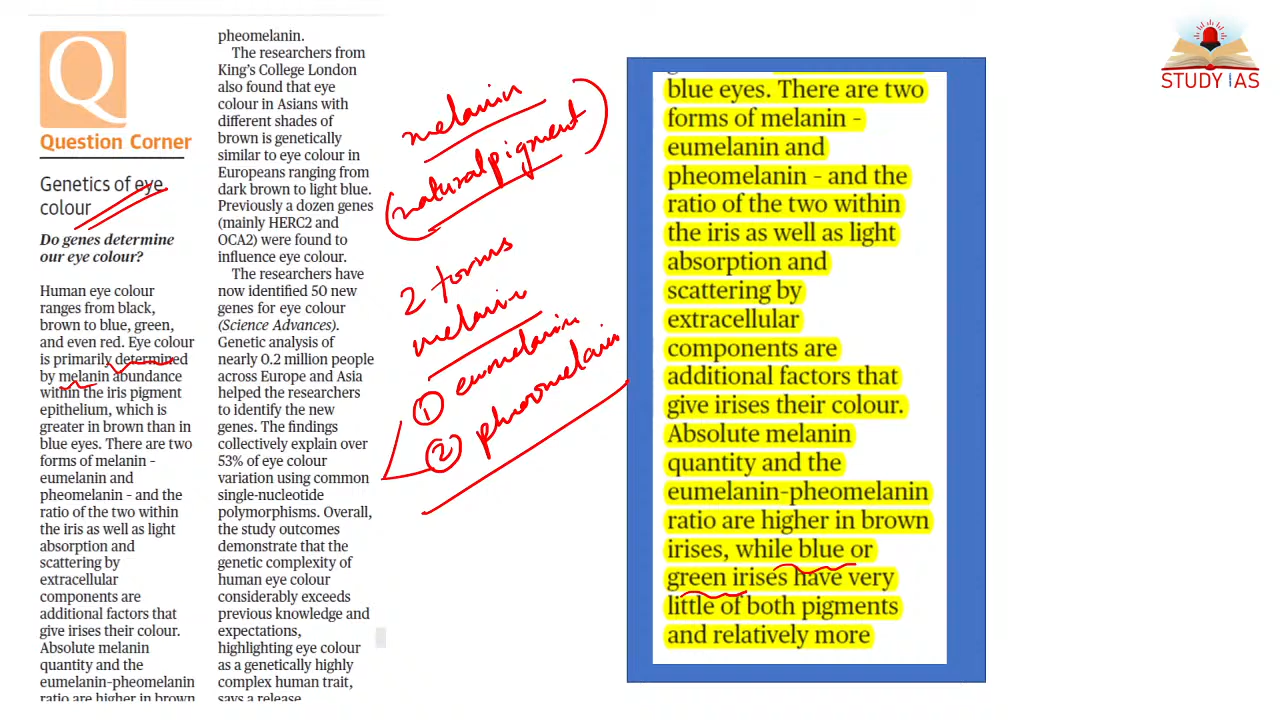 Q
Question Corner
Genetics of eye
colour
Do genes determine
our eye colour?
Human eye colour
ranges from black,
brown to blue, green,
and even red. Eye colour
is primarily determined
by melanin abundance
within the iris pigment
epithelium, which is
greater in brown than in
blue eyes. There are two
forms of melanin -
eumelanin and
pheomelanin - and the
ratio of the two within
the iris as well as light
absorption and
scattering by
extracellular
components are
additional factors that
give irises their colour.
Absolute melanin
quantity and the
eumelanin-pheomelanin
ratio are higher in brown
pheomelanin.
The researchers from
King's College London
also found that eye
colour in Asians with
different shades of
brown is genetically
similar to eye colour in
Europeans ranging from
dark brown to light blue.
Previously a dozen genes
(mainly HERC2 and
OCA2) were found to
influence eye colour.
The researchers have
now identified 50 new
genes for eye colour
(Science Advances).
Genetic analysis of
nearly 0.2 million people
across Europe and Asia
helped the researchers
to identify the new
genes. The findings
collectively explain over
53% of eye colour
variation using common
single-nucleotide
polymorphisms. Overall,
the study outcomes
demonstrate that the
genetic complexity of
human eye colour
considerably exceeds
previous knowledge and
expectations,
highlighting eye colour
as a genetically highly
complex human trait,
says a release.
melanin
(natural pigment)
2 forms
melanin
① eumelanin
② pheomelanin
blue eyes. There are two
forms of melanin -
eumelanin and
pheomelanin - and the
ratio of the two within
the iris as well as light
absorption and
scattering by
extracellular
components are
additional factors that
give irises their colour.
Absolute melanin
quantity and the
eumelanin-pheomelanin
ratio are higher in brown
irises, while blue or
green irises have very
little of both pigments
and relatively more
STUDY IAS